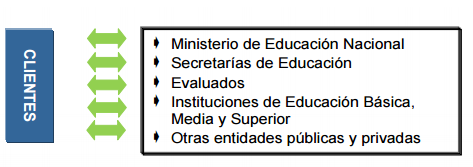 CLIENTES
Ministerio de Educación Nacional
Secretarías de Educación
Evaluados
Instituciones de Educación Básica,
Media y Superior
Otras entidades públicas y privadas